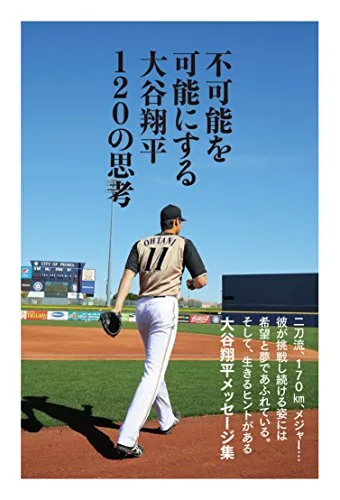 不可能を
可能にする
大谷翔平
120の思考
CITY OF PEORIA
OHTANI
11
二刀流、170km、メジャー…
彼が挑戦し続ける姿には
希望と夢であふれている。
そして、生きるヒントがある
大谷翔平メッセージ集